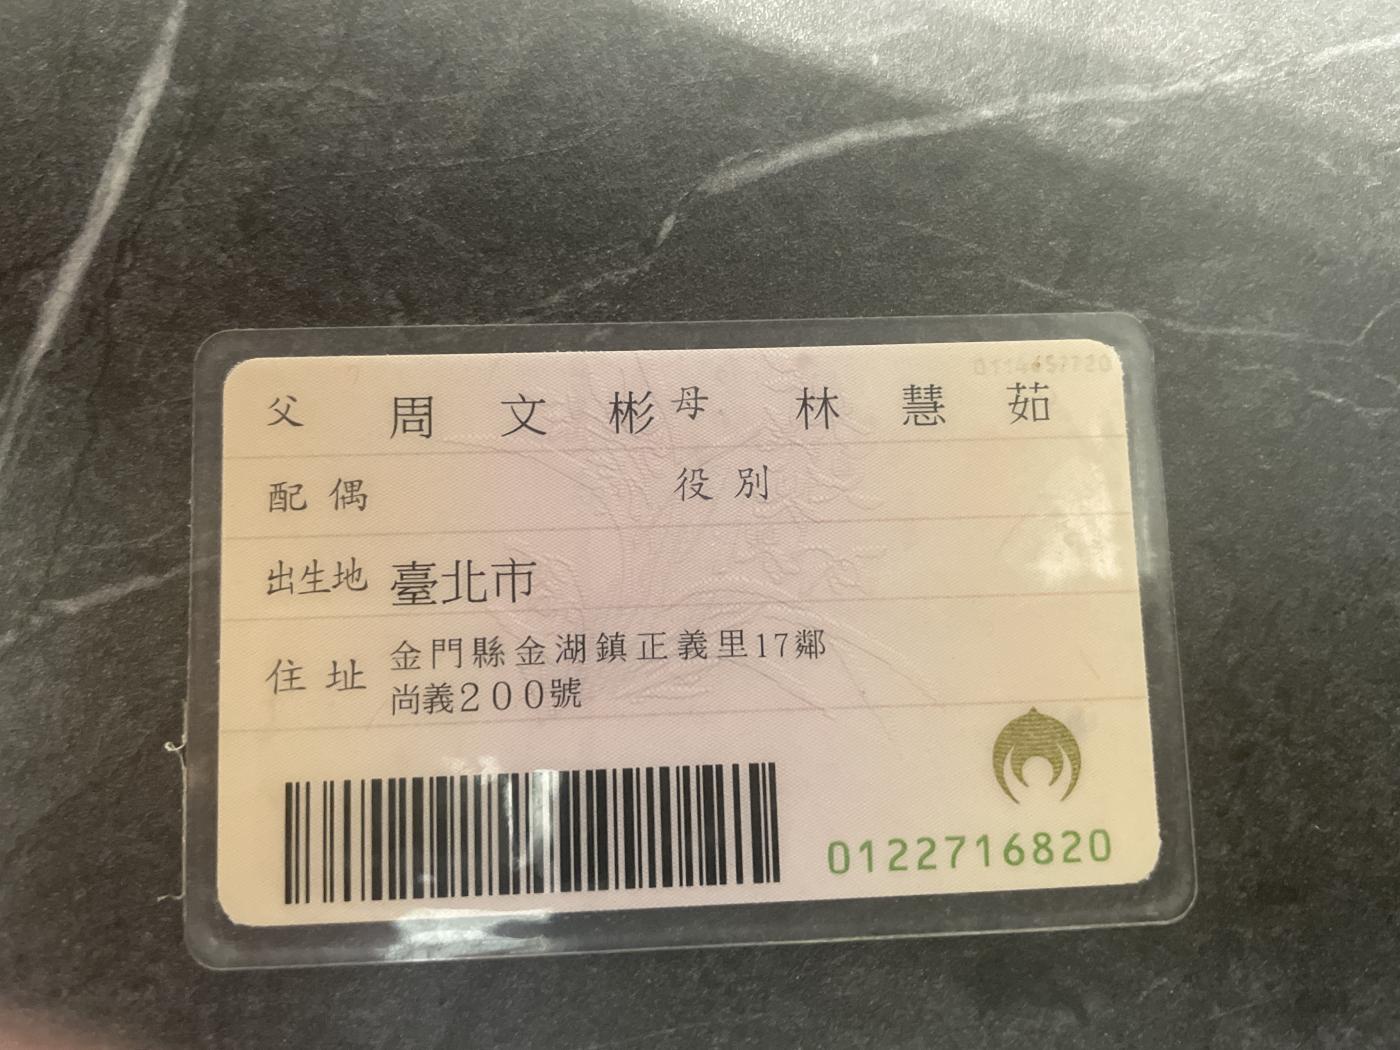 父 周文彬 母 林慧茹
配偶 役別
出生地 臺北市
住址 金門縣金湖鎮正義里17鄰
尚義200號
0122716820